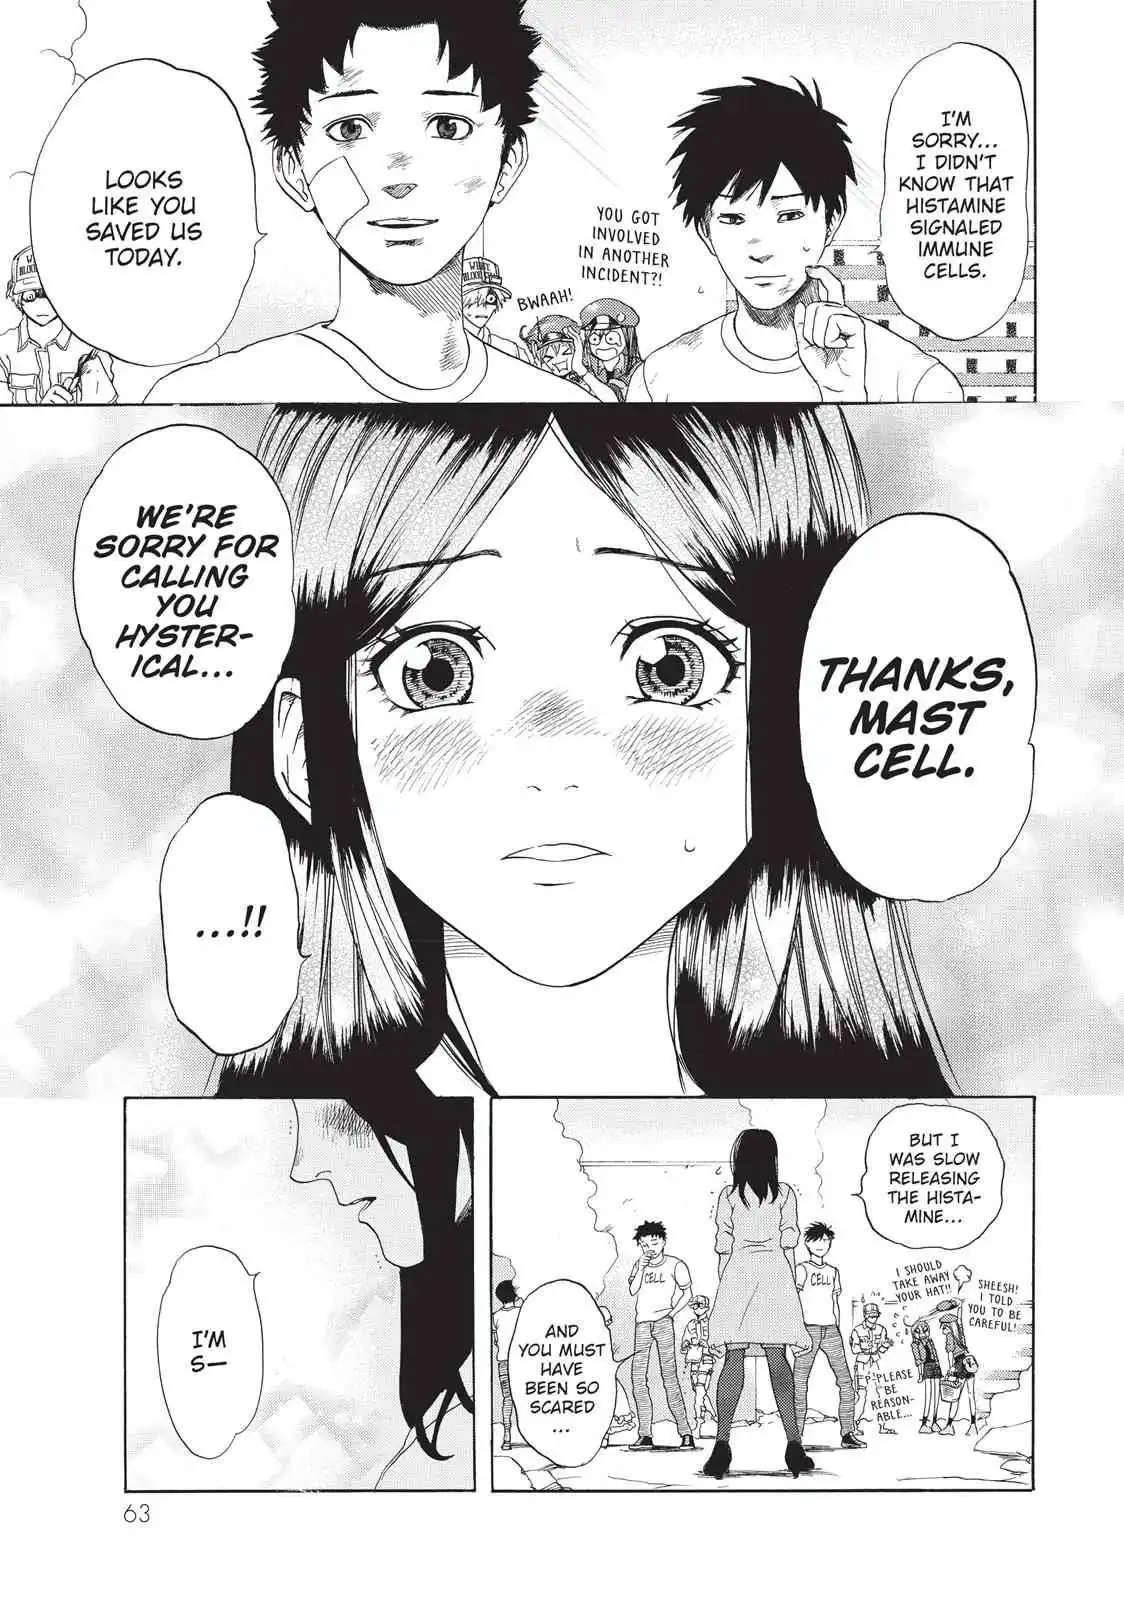 I'M
SORRY...
I DIDN'T
KNOW THAT
HISTAMINE
SIGNALED
IMMUNE
CELLS.
YOU GOT
INVOLVED
IN ANOTHER
INCIDENT?!
BWAAH!
LOOKS
LIKE YOU
SAVED US
TODAY.
THANKS,
MAST
CELL.
WE'RE
SORRY FOR
CALLING
YOU
HYSTER-
ICAL...
...!!
BUT I
WAS SLOW
RELEASING
THE HISTA-
MINE...
SHEESH!
I TOLD
YOU TO BE
CAREFUL!
I SHOULD
TAKE AWAY
YOUR HAT!!
P-PLEASE
BE
REASON-
ABLE...
CELL
CELL
AND
YOU MUST
HAVE
BEEN SO
SCARED
...
I'M
S—
63